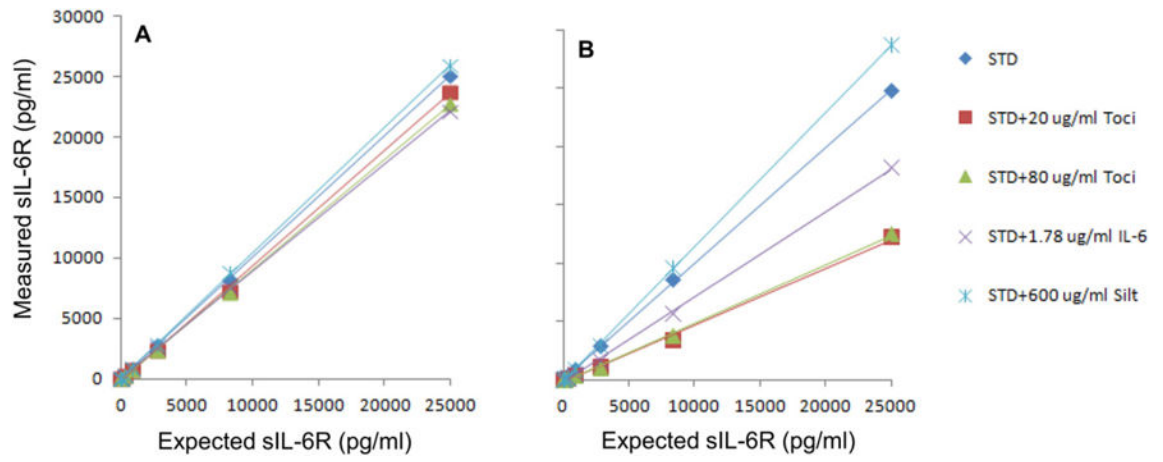 A
B
30000
25000
20000
15000
10000
5000
0
Measured sIL-6R (pg/ml)
0 5000 10000 15000 20000 25000
Expected sIL-6R (pg/ml)
0 5000 10000 15000 20000 25000
Expected sIL-6R (pg/ml)
STD
STD+20 ug/ml Toci
STD+80 ug/ml Toci
STD+1.78 ug/ml IL-6
STD+600 ug/ml Silt